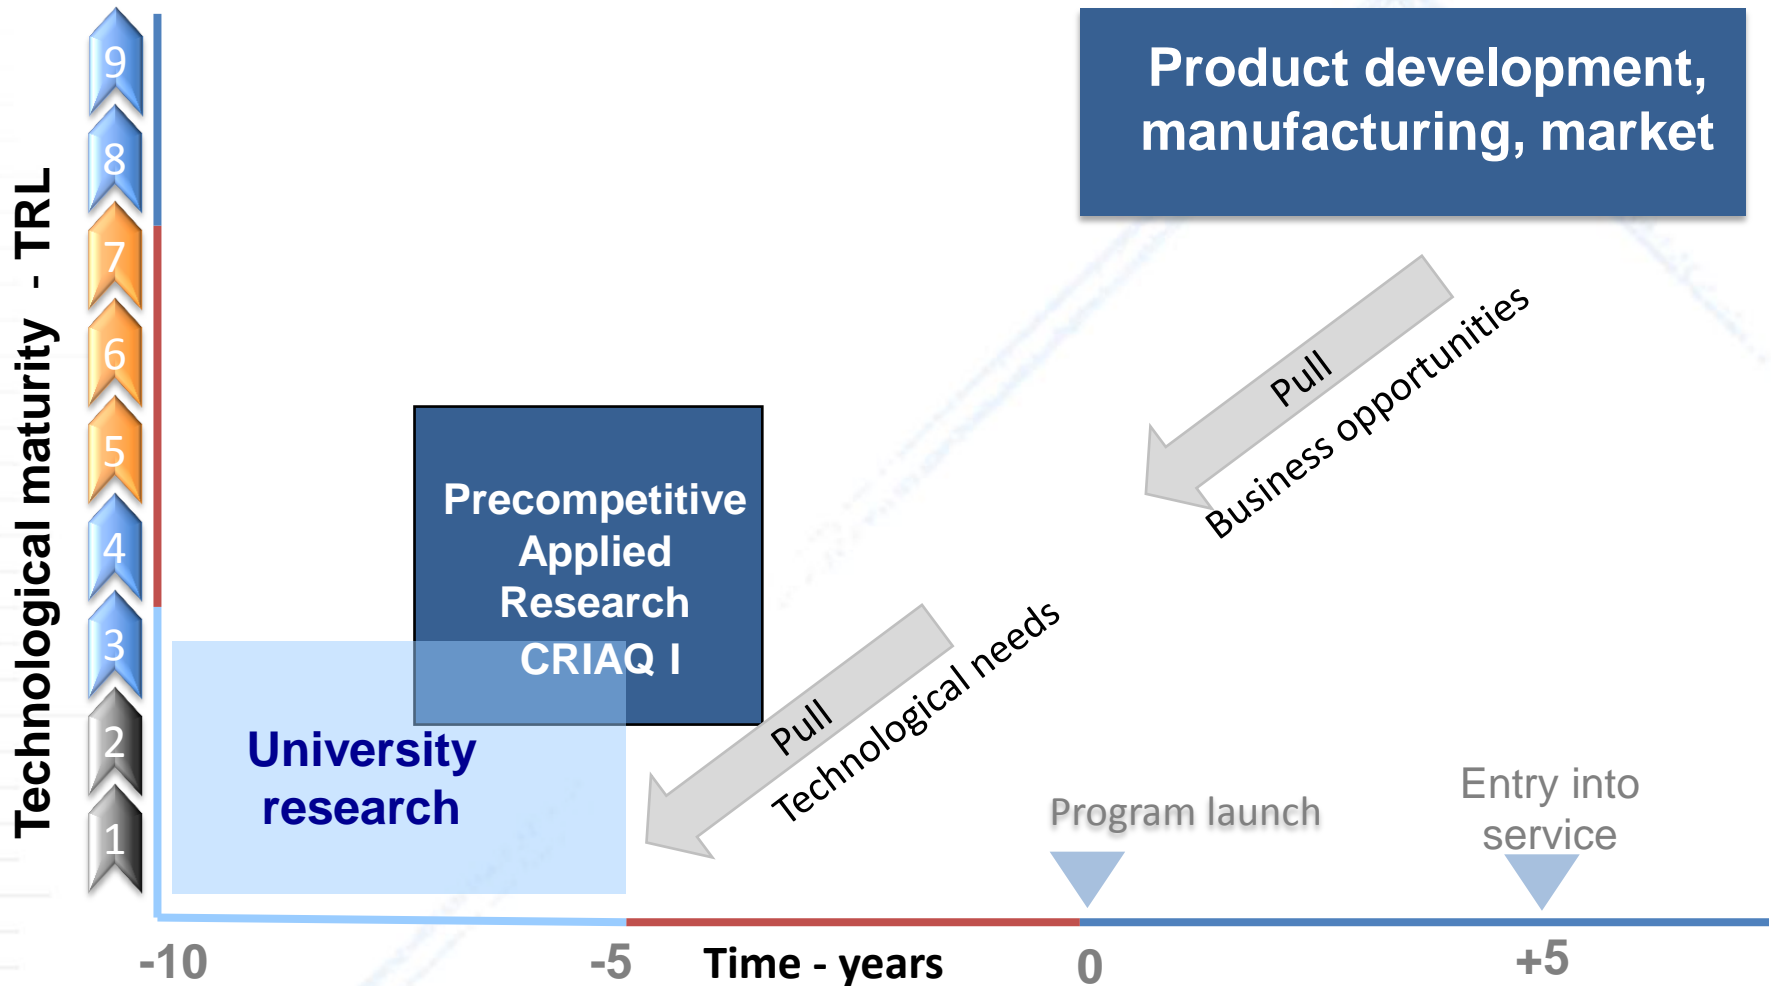 Technological maturity - TRL
9
8
7
6
5
4
3
2
1
Product development,
manufacturing, market
Pull
Business opportunities
Precompetitive
Applied
Research
CRIAQ I
Pull
Technological needs
University
research
Program launch
Entry into
service
-10
-5
Time - years
0
+5